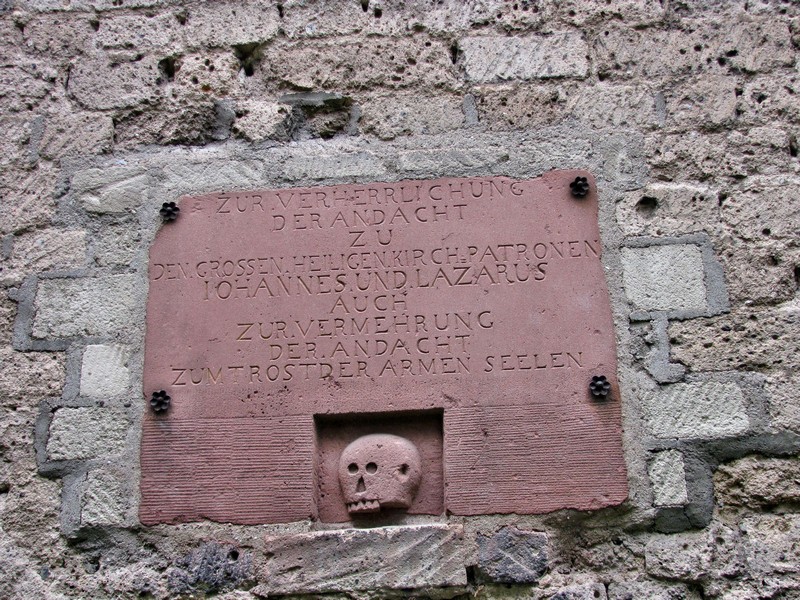 ZUR VERHERRLICHUNG
DER ANDACHT
ZU
DEN.GROSSEN.HEILIGEN.KIRCH.PATRONEN
IOHANNES.UND.LAZARUS
AUCH
ZUR.VERMEHRUNG
DER.ANDACHT
ZUM TROST DER ARMEN SEELEN